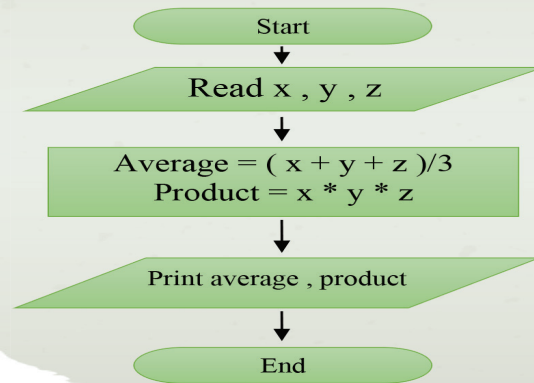 Start
Read x , y , z
Average = ( x + y + z )/3
Product = x * y * z
Print average , product
End